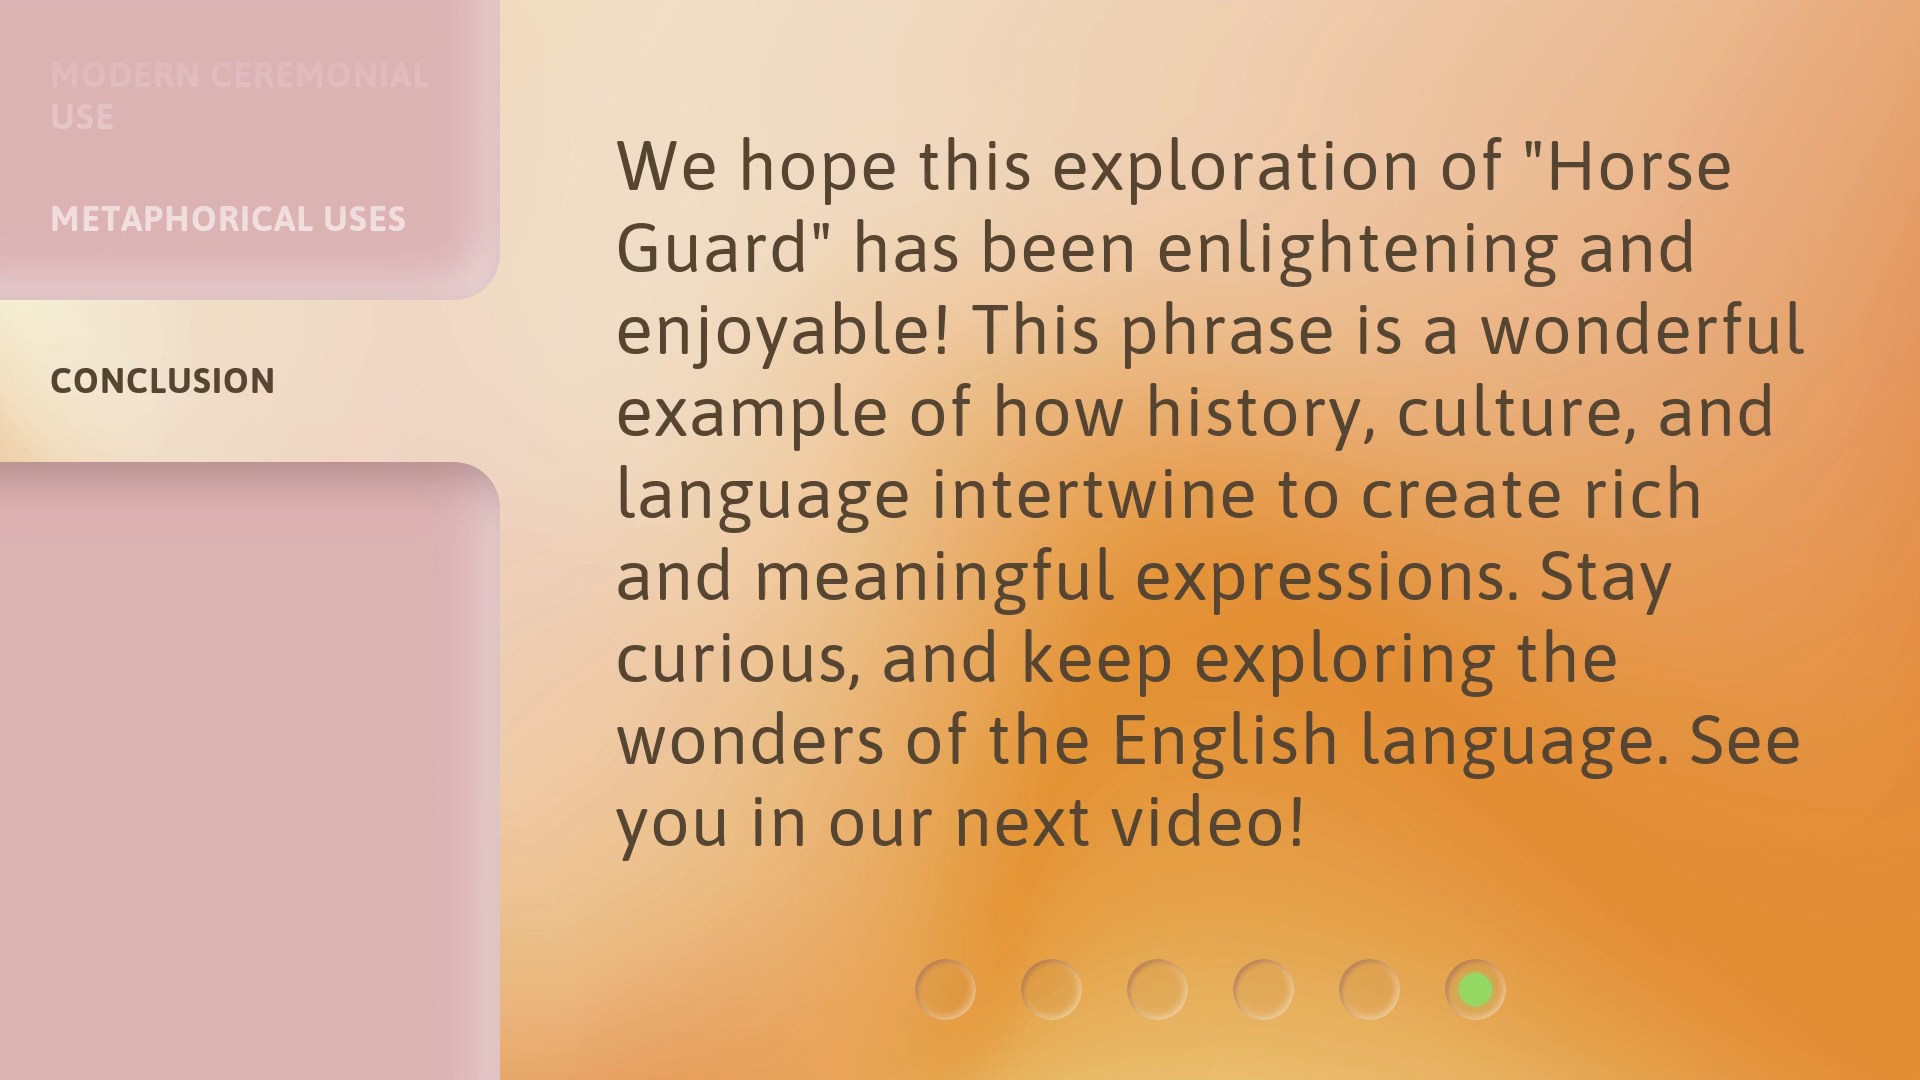 MODERN CEREMONIAL
USE
METAPHORICAL USES
CONCLUSION
We hope this exploration of "Horse
Guard" has been enlightening and
enjoyable! This phrase is a wonderful
example of how history, culture, and
language intertwine to create rich
and meaningful expressions. Stay
curious, and keep exploring the
wonders of the English language. See
you in our next video!